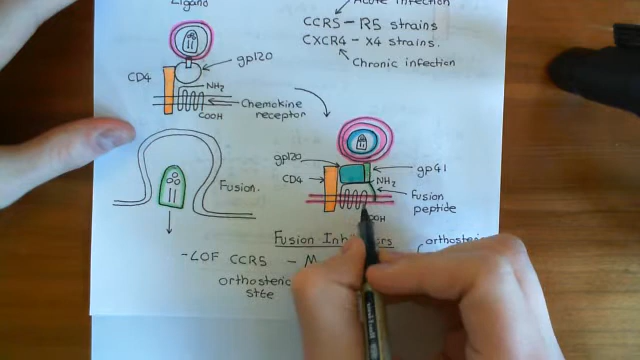 Acute infection
Ligand
CCR5 - R5 strains
CXCR4 - X4 strains.
Chronic infection
gp120
CD4
NH2
Chemokine
receptor
COOH
gp120
gp41
CD4
NH2
Fusion
peptide
COOH
Fusion.
Fusion Inhibitors
- LOF CCR5 - M
orthosteric
orthosteric
site